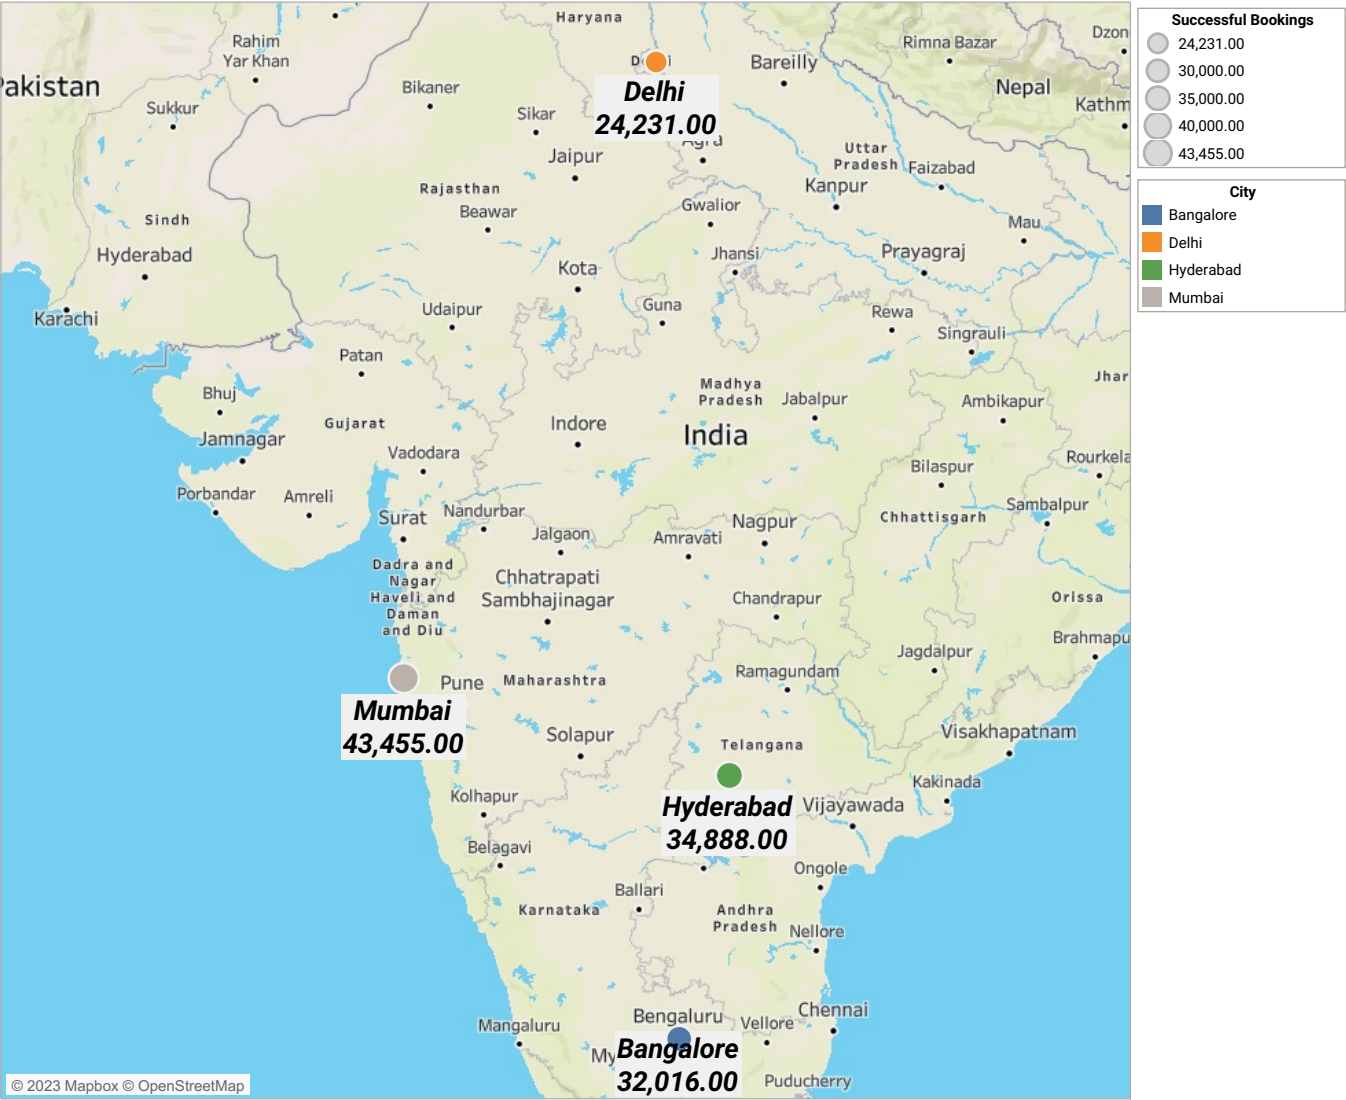 Haryana
Rahim
Yar Khan
Delhi
24,231.00
Bareilly
Rimna Bazar
Dzon
Pakistan
Bikaner
Nepal
Kathm
Sukkur
Sikar
Agra
Jaipur
Uttar
Pradesh
Faizabad
Rajasthan
Kanpur
Beawar
Gwalior
Sindh
Mau
Hyderabad
Jhansi
Prayagraj
Kota
Karachi
Udaipur
Guna
Rewa
Singrauli
Patan
Bhuj
Madhya
Pradesh
Jabalpur
Jhar
Ambikapur
Gujarat
Indore
India
Jamnagar
Vadodara
Bilaspur
Rourkela
Porbandar
Amreli
Surat
Nandurbar
Jalgaon
Amravati
Nagpur
Chhattisgarh
Sambalpur
Dadra and
Nagar
Haveli and
Daman
and Diu
Chhatrapati
Sambhajinagar
Chandrapur
Orissa
Brahmapu
Jagdalpur
Ramagundam
Pune
Maharashtra
Mumbai
43,455.00
Solapur
Telangana
Visakhapatnam
Kakinada
Kolhapur
Hyderabad
34,888.00
Vijayawada
Belagavi
Ongole
Ballari
Karnataka
Andhra
Pradesh
Nellore
Mangaluru
Bengaluru
Vellore
Chennai
My
Bangalore
32,016.00
Puducherry
© 2023 Mapbox © OpenStreetMap
Successful Bookings
24,231.00
30,000.00
35,000.00
40,000.00
43,455.00
City
Bangalore
Delhi
Hyderabad
Mumbai